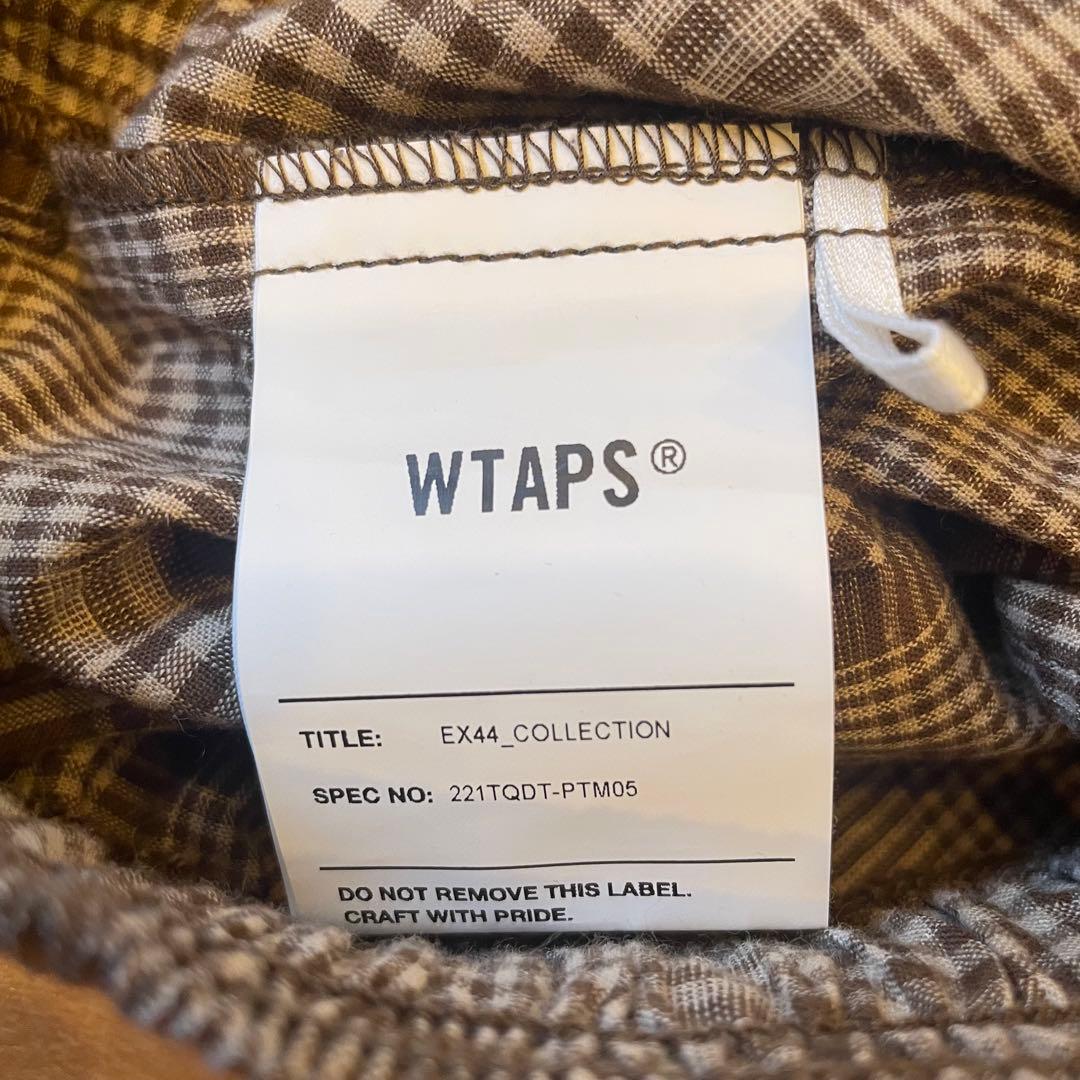 WTAPS®
TITLE: EX44_COLLECTION
SPEC NO: 221TQDT-PTM05
DO NOT REMOVE THIS LABEL.
CRAFT WITH PRIDE.